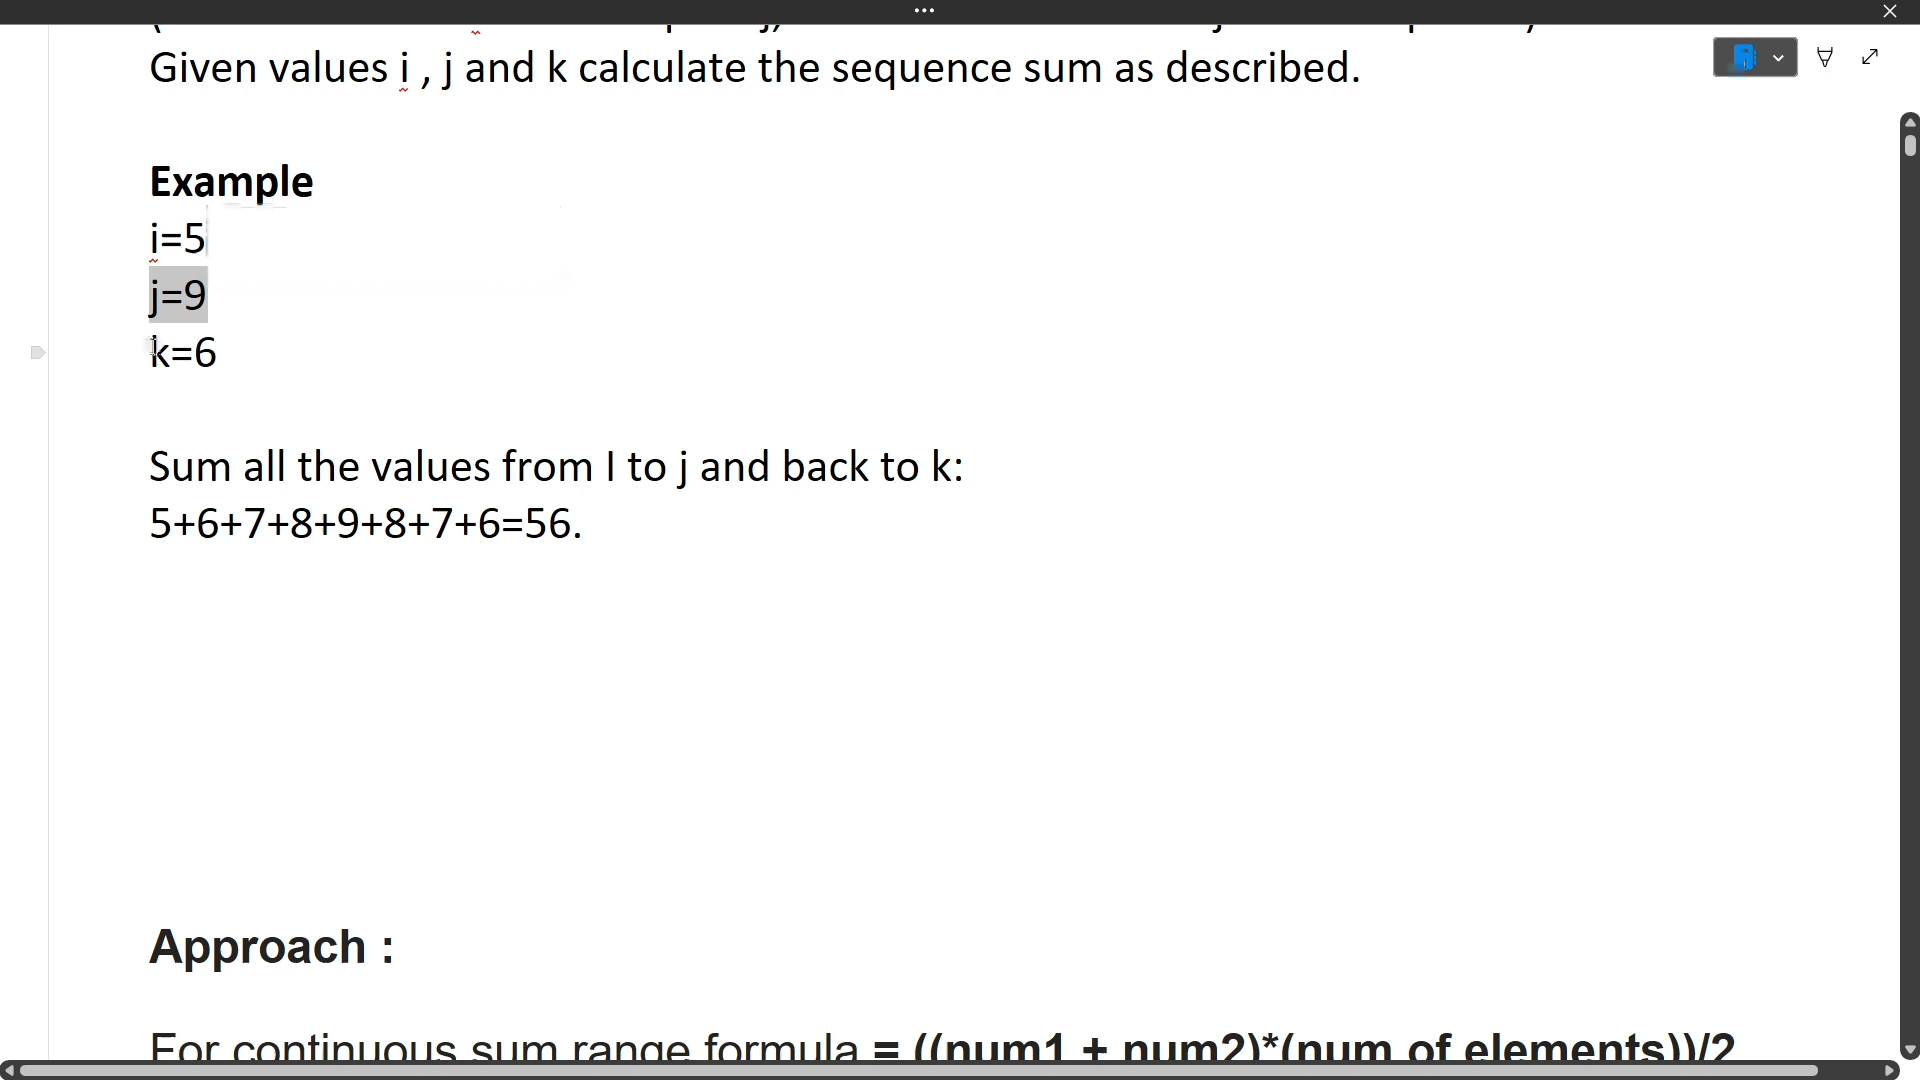 Given values i , j and k calculate the sequence sum as described.
Example
i=5
j=9
k=6
Sum all the values from I to j and back to k:
5+6+7+8+9+8+7+6=56.
Approach :
For continuous sum range formula = ((num1 + num2)*(num of elements))/2